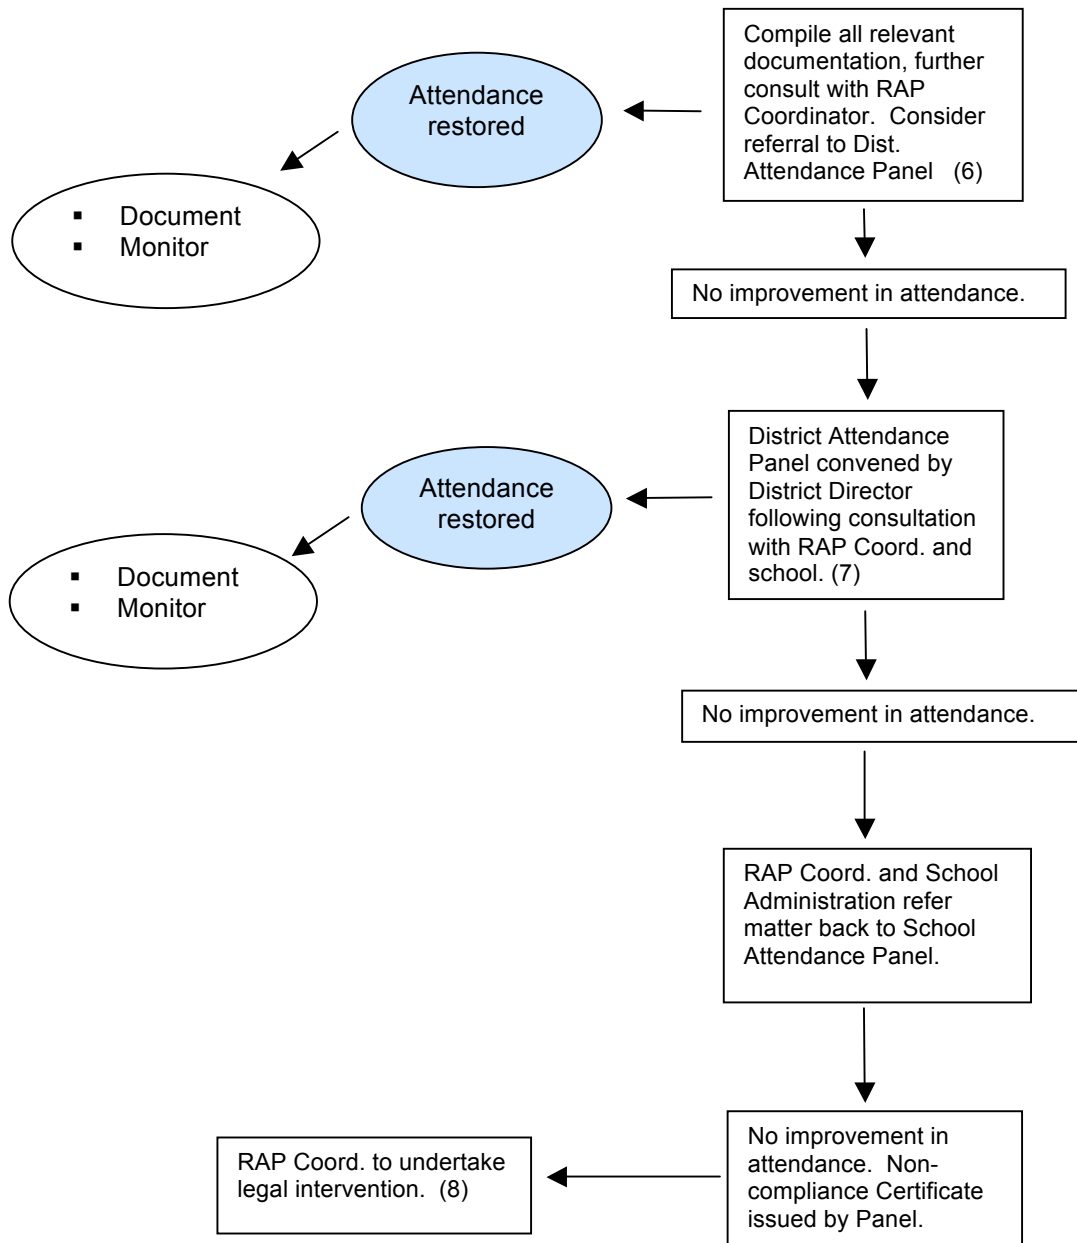 Compile all relevant
documentation, further
consult with RAP
Coordinator.  Consider
referral to Dist.
Attendance Panel   (6)
Attendance
restored
▪ Document
▪ Monitor
No improvement in attendance.
District Attendance
Panel convened by
District Director
following consultation
with RAP Coord. and
school. (7)
Attendance
restored
▪ Document
▪ Monitor
No improvement in attendance.
RAP Coord. and School
Administration refer
matter back to School
Attendance Panel.
No improvement in
attendance.  Non-
compliance Certificate
issued by Panel.
RAP Coord. to undertake
legal intervention.  (8)